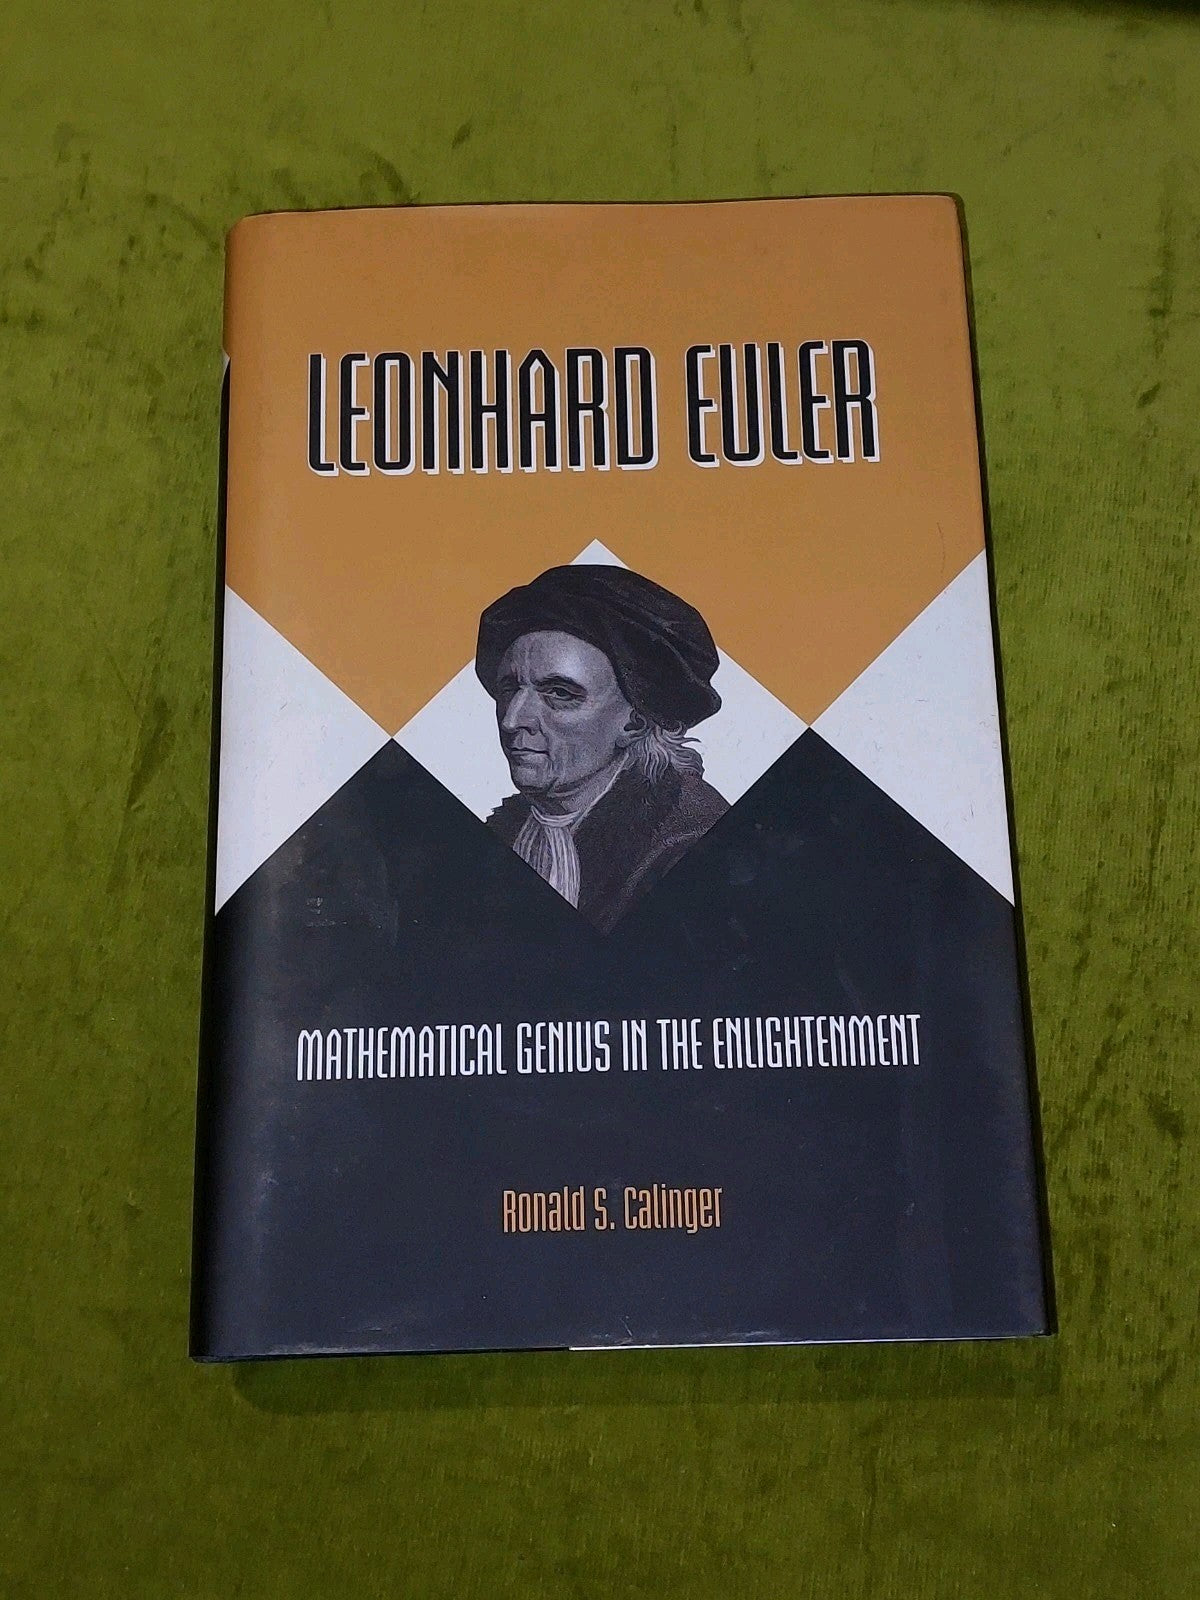 LEONHARD EULER
MATHEMATICAL GENIUS IN THE ENLIGHTENMENT
Ronald S. Calinger